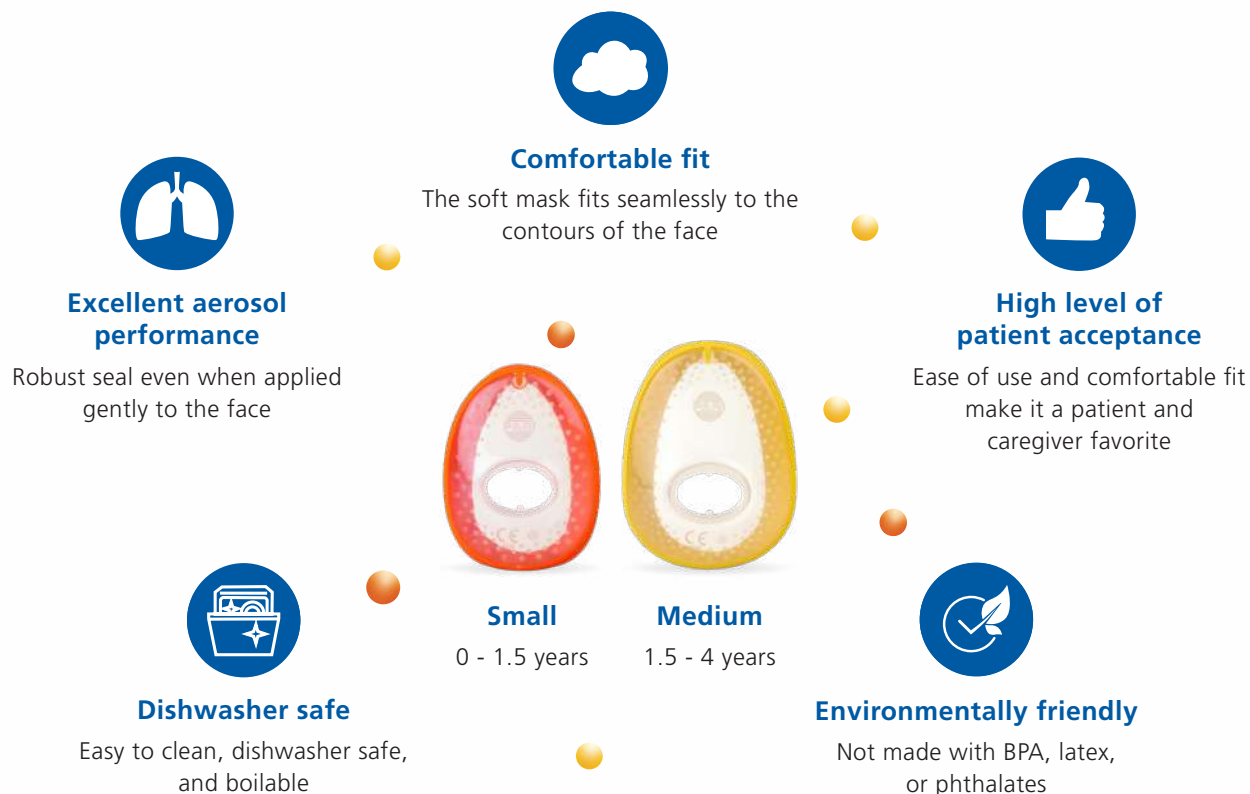 Comfortable fit
The soft mask fits seamlessly to the
contours of the face
Excellent aerosol
performance
Robust seal even when applied
gently to the face
High level of
patient acceptance
Ease of use and comfortable fit
make it a patient and
caregiver favorite
CE
CE
Small
0 - 1.5 years
Medium
1.5 - 4 years
Dishwasher safe
Easy to clean, dishwasher safe,
and boilable
Environmentally friendly
Not made with BPA, latex,
or phthalates